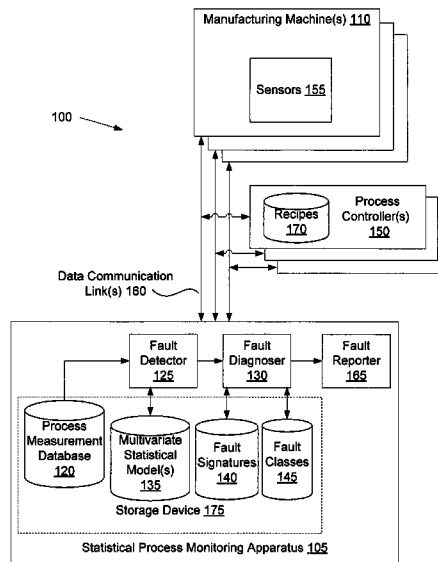 Manufacturing Machine(s) 110
Sensors 155
100
Recipes
170
Process
Controller(s)
150
Data Communication
Link(s) 160
Fault
Detector
125
Fault
Diagnoser
130
Fault
Reporter
165
Process
Measurement
Database
120
Multivariate
Statistical
Model(s)
135
Fault
Signatures
140
Fault
Classes
145
Storage Device 175
Statistical Process Monitoring Apparatus 105